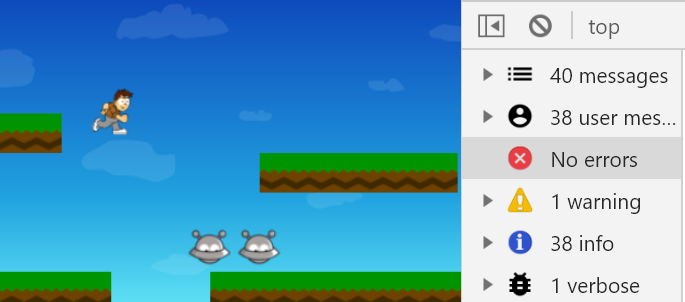 top
40 messages
38 user mes...
No errors
1 warning
38 info
1 verbose